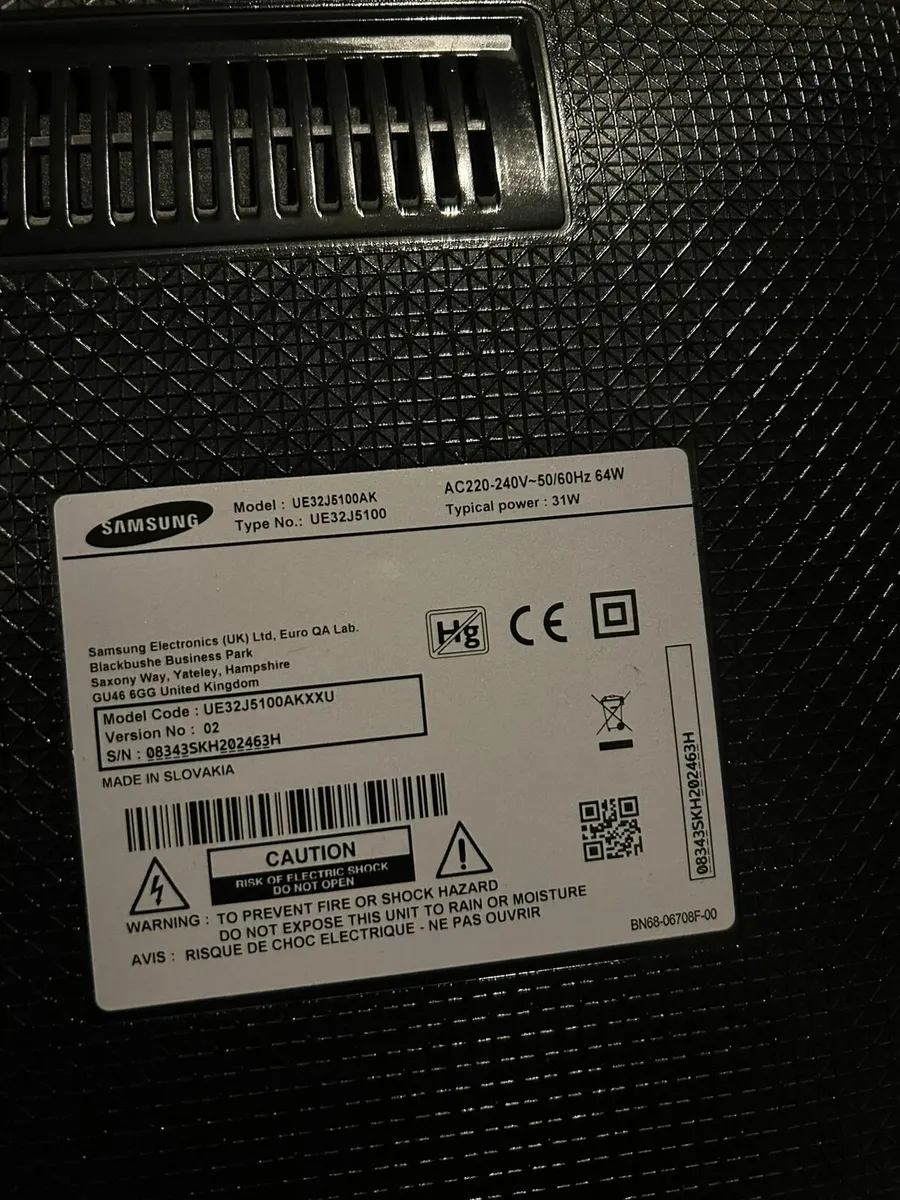 SAMSUNG
Model : UE32J5100AK
Type No.: UE32J5100
AC220-240V~50/60Hz 64W
Typical power : 31W
Samsung Electronics (UK) Ltd, Euro QA Lab.
Blackbushe Business Park
Saxony Way, Yateley, Hampshire
GU46 6GG United Kingdom
Hg
CE
Model Code : UE32J5100AKXXU
Version No : 02
S/N : 08343SKH202463H
MADE IN SLOVAKIA
08343SKH202463H
CAUTION
RISK OF ELECTRIC SHOCK
DO NOT OPEN
WARNING : TO PREVENT FIRE OR SHOCK HAZARD
DO NOT EXPOSE THIS UNIT TO RAIN OR MOISTURE
AVIS : RISQUE DE CHOC ELECTRIQUE - NE PAS OUVRIR
BN68-06708F-00